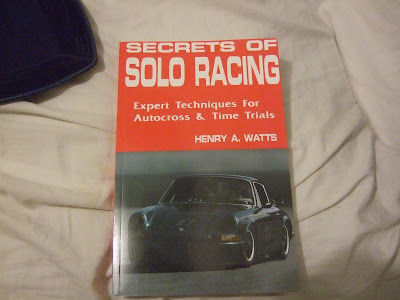 SECRETS OF
SOLO RACING
Expert Techniques For
Autocross & Time Trials
HENRY A. WATTS